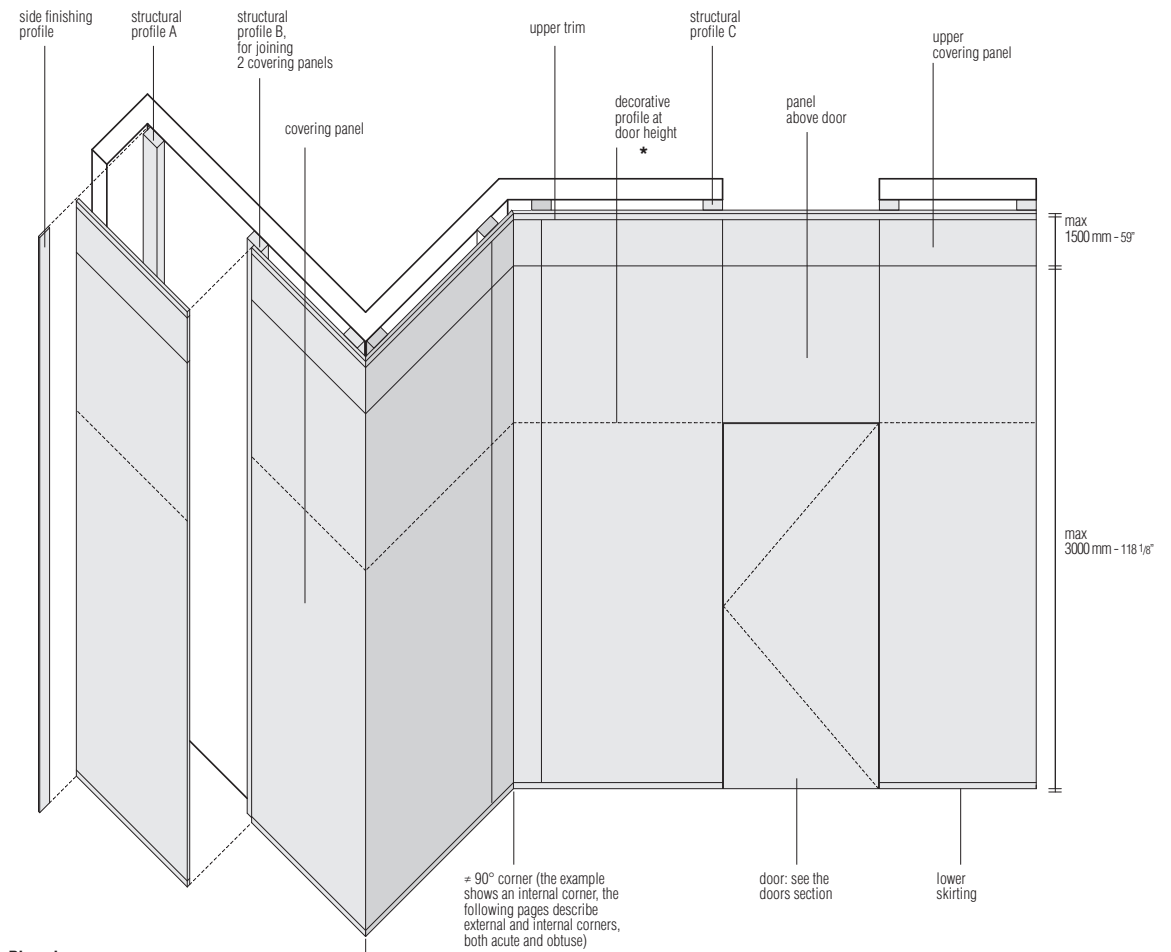 side finishing
profile
structural
profile A
structural
profile B,
for joining
2 covering panels
covering panel
upper trim
decorative
profile at
door height
*
structural
profile C
panel
above door
upper
covering panel
max
1500 mm - 59"
max
3000 mm - 118 1/8"
≠ 90° corner (the example
shows an internal corner, the
following pages describe
external and internal corners,
both acute and obtuse)
door: see the
doors section
lower
skirting